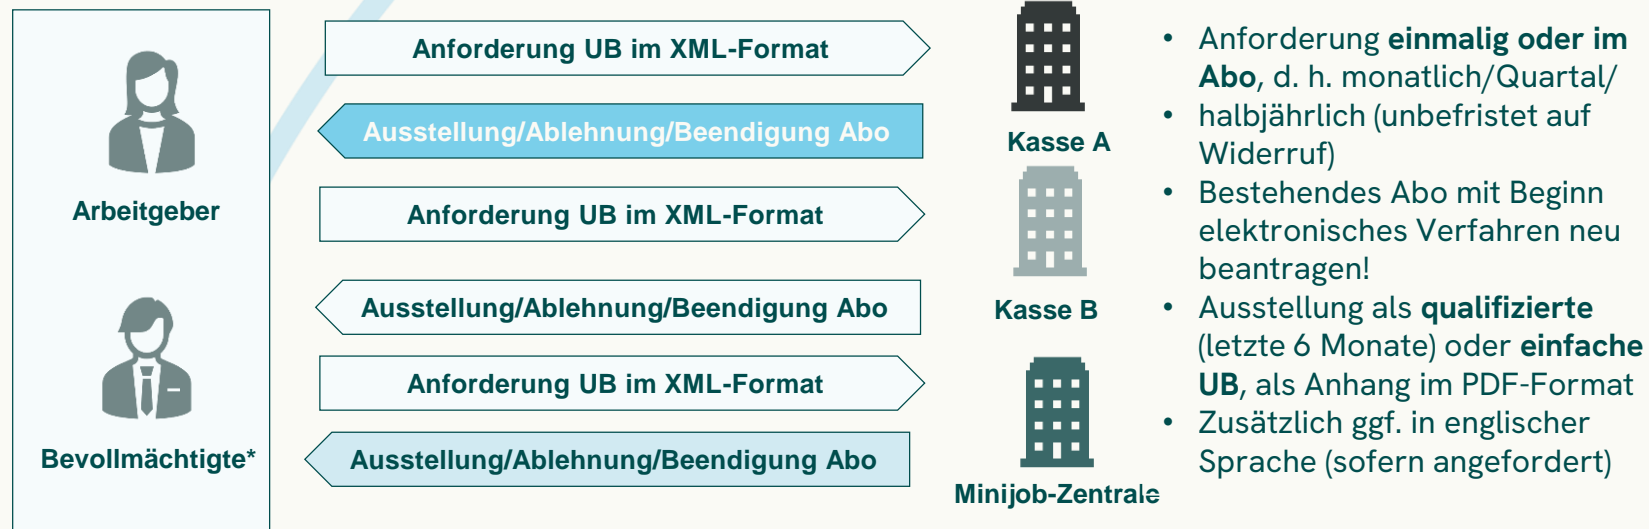 Arbeitgeber
Bevollmächtigte*
Anforderung UB im XML-Format
Ausstellung/Ablehnung/Beendigung Abo
Anforderung UB im XML-Format
Ausstellung/Ablehnung/Beendigung Abo
Anforderung UB im XML-Format
Ausstellung/Ablehnung/Beendigung Abo
Kasse A
Kasse B
Minijob-Zentrale
• Anforderung einmalig oder im
Abo, d. h. monatlich/Quartal/
• halbjährlich (unbefristet auf
Widerruf)
• Bestehendes Abo mit Beginn
elektronisches Verfahren neu
beantragen!
• Ausstellung als qualifizierte
(letzte 6 Monate) oder einfache
UB, als Anhang im PDF-Format
• Zusätzlich ggf. in englischer
Sprache (sofern angefordert)